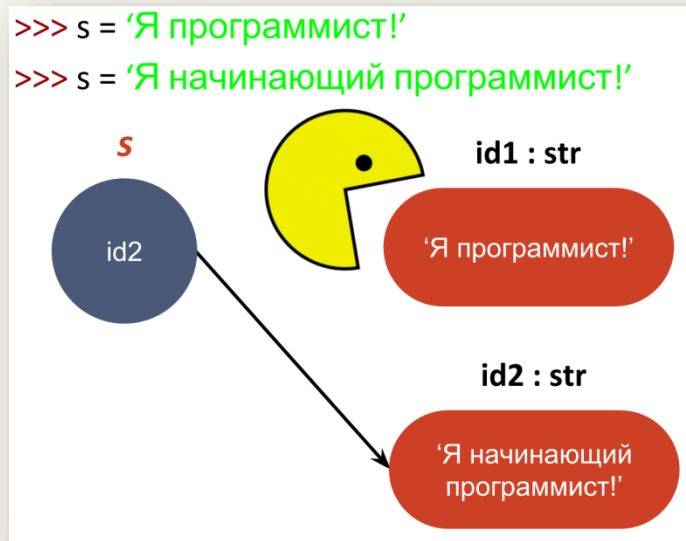 >>> s = ‘Я программист!’
>>> s = ‘Я начинающий программист!’
s
id1 : str
id2
‘Я программист!’
id2 : str
‘Я начинающий
программист!’